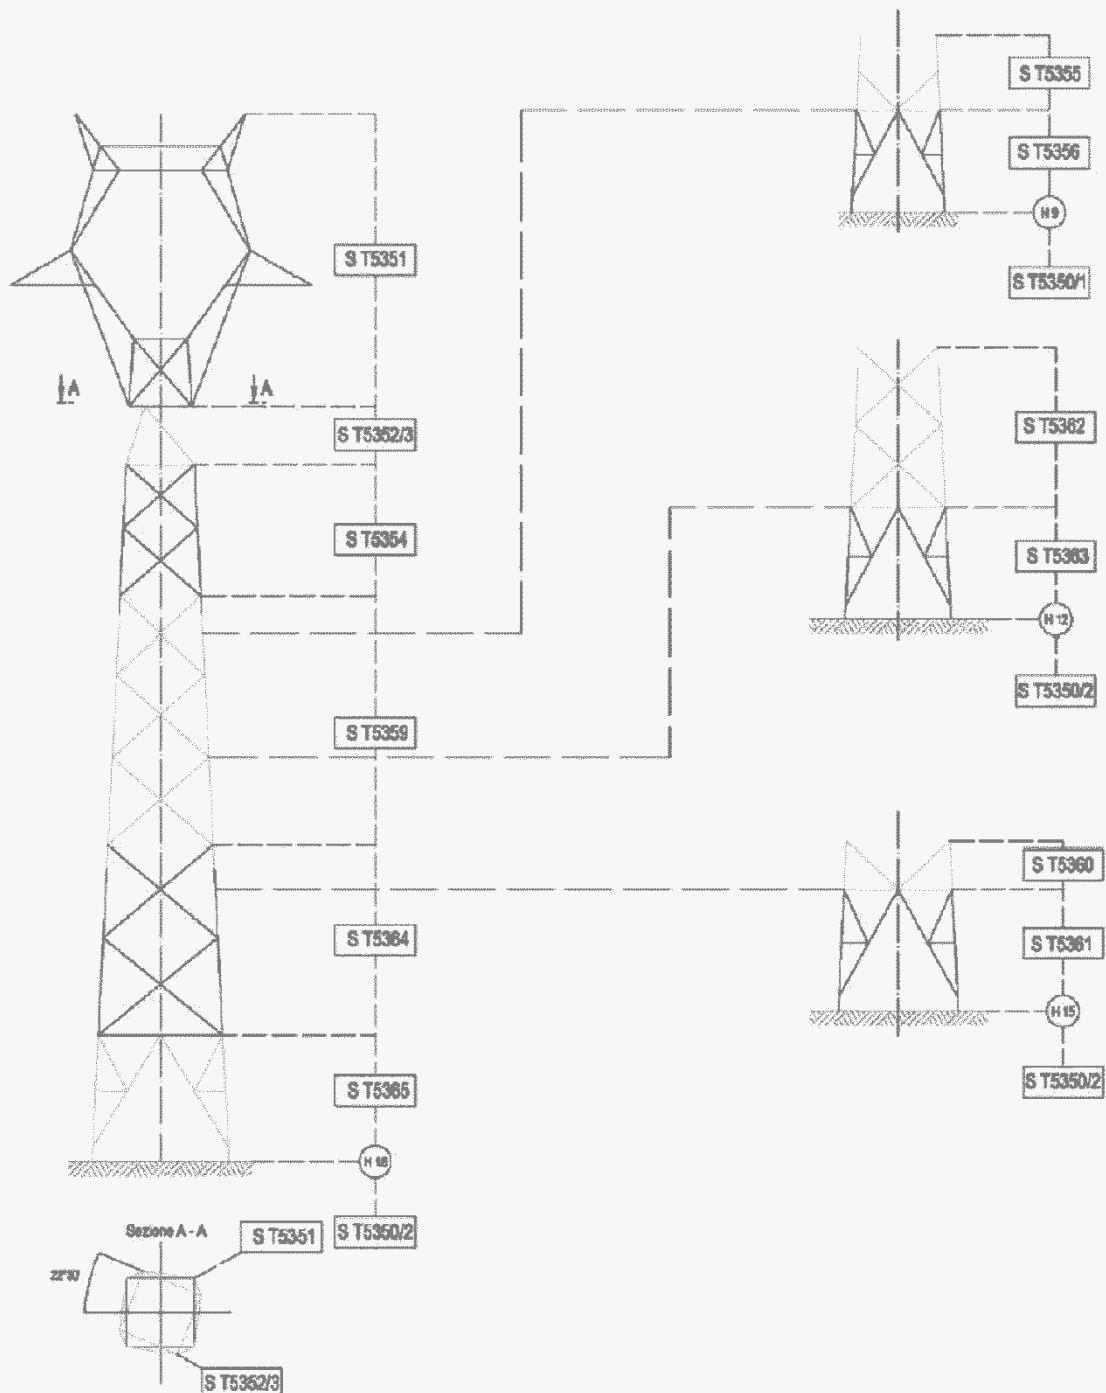 S T5355
S T5356
H 9
S T5350/1
S T5351
A
A
S T5352/3
S T5354
S T5362
S T5363
H 12
S T5350/2
S T5359
S T5360
S T5361
H 15
S T5350/2
S T5364
S T5365
H 18
S T5350/2
Sezione A - A
S T5351
22°30'
S T5352/3